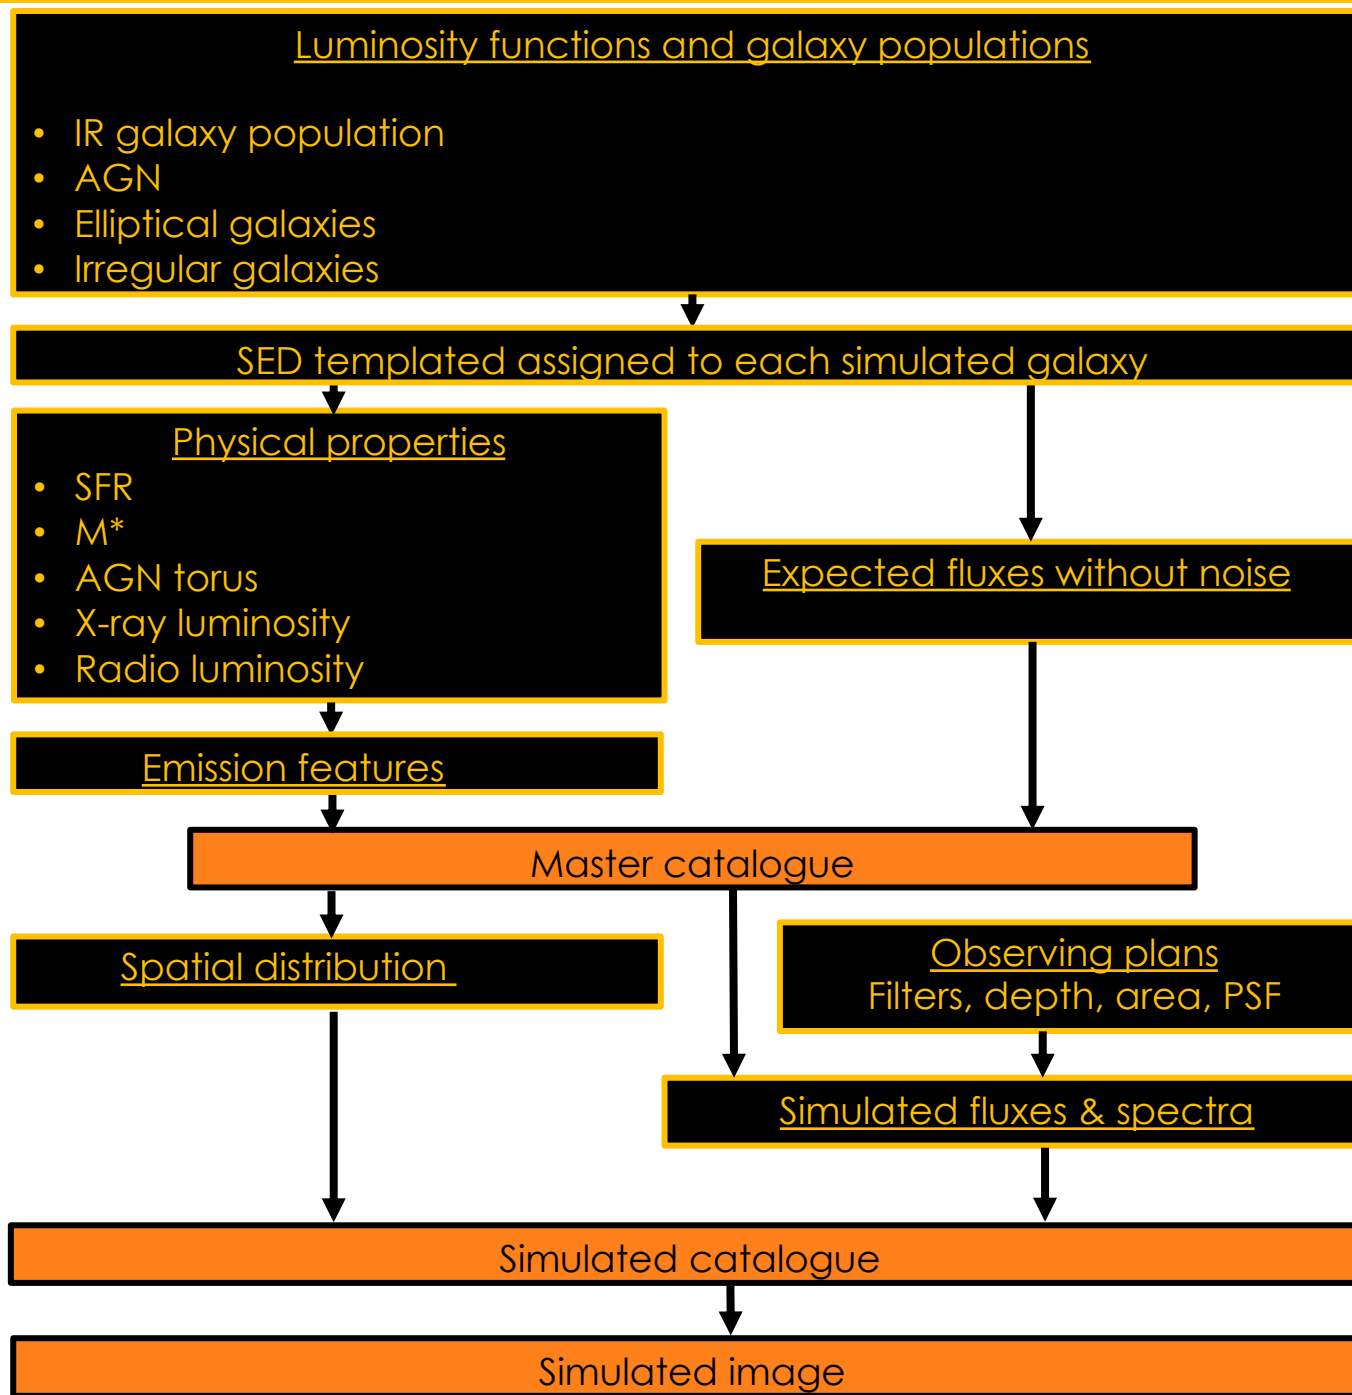 Luminosity functions and galaxy populations
• IR galaxy population
• AGN
• Elliptical galaxies
• Irregular galaxies
SED templated assigned to each simulated galaxy
Physical properties
• SFR
• M*
• AGN torus
• X-ray luminosity
• Radio luminosity
Expected fluxes without noise
Emission features
Master catalogue
Spatial distribution
Observing plans
Filters, depth, area, PSF
Simulated fluxes & spectra
Simulated catalogue
Simulated image